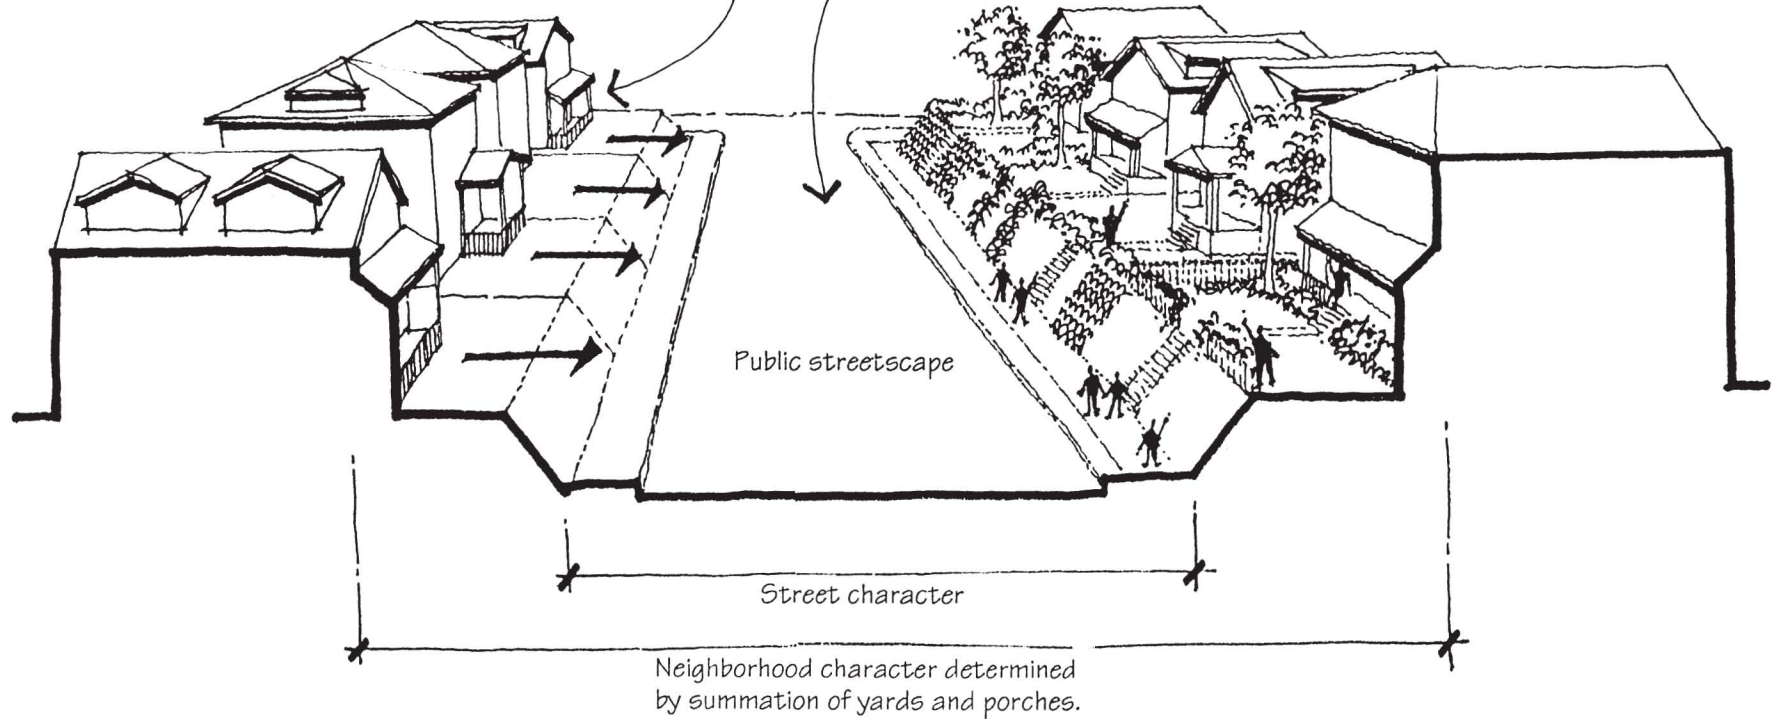 Public streetscape
Street character
Neighborhood character determined
by summation of yards and porches.